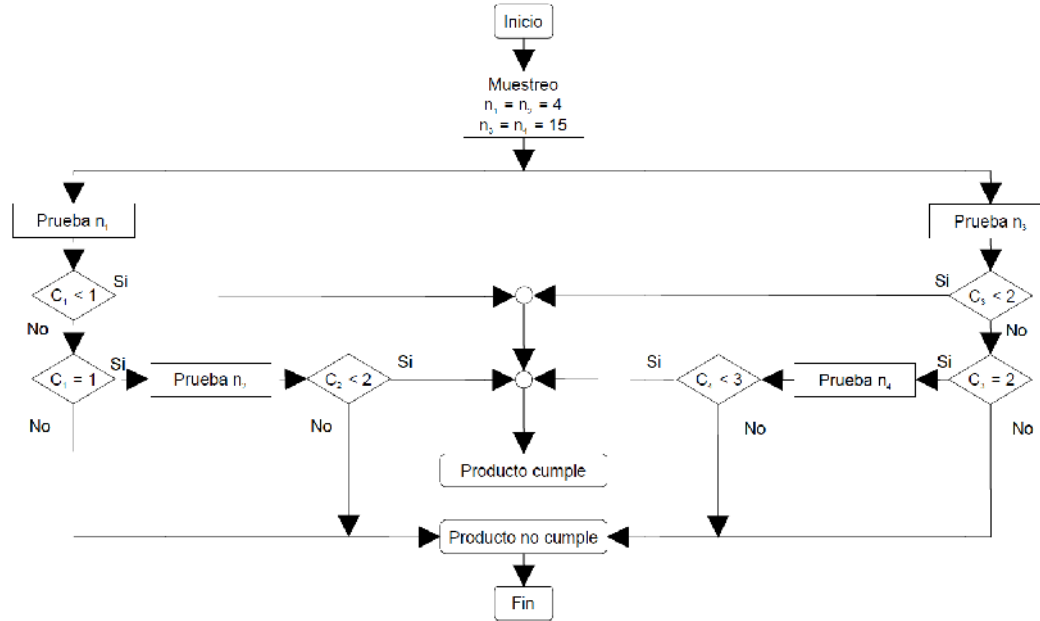 Inicio
Muestreo
n₁ = n₂ = 4
n₃ = n₄ = 15
Prueba n₁
Prueba n₃
C₁ < 1
Si
Si
C₃ < 2
No
No
C₁ = 1
Si
Prueba n₂
C₂ < 2
Si
Si
C₄ < 3
Prueba n₄
Si
C₃ = 2
No
No
No
No
Producto cumple
Producto no cumple
Fin